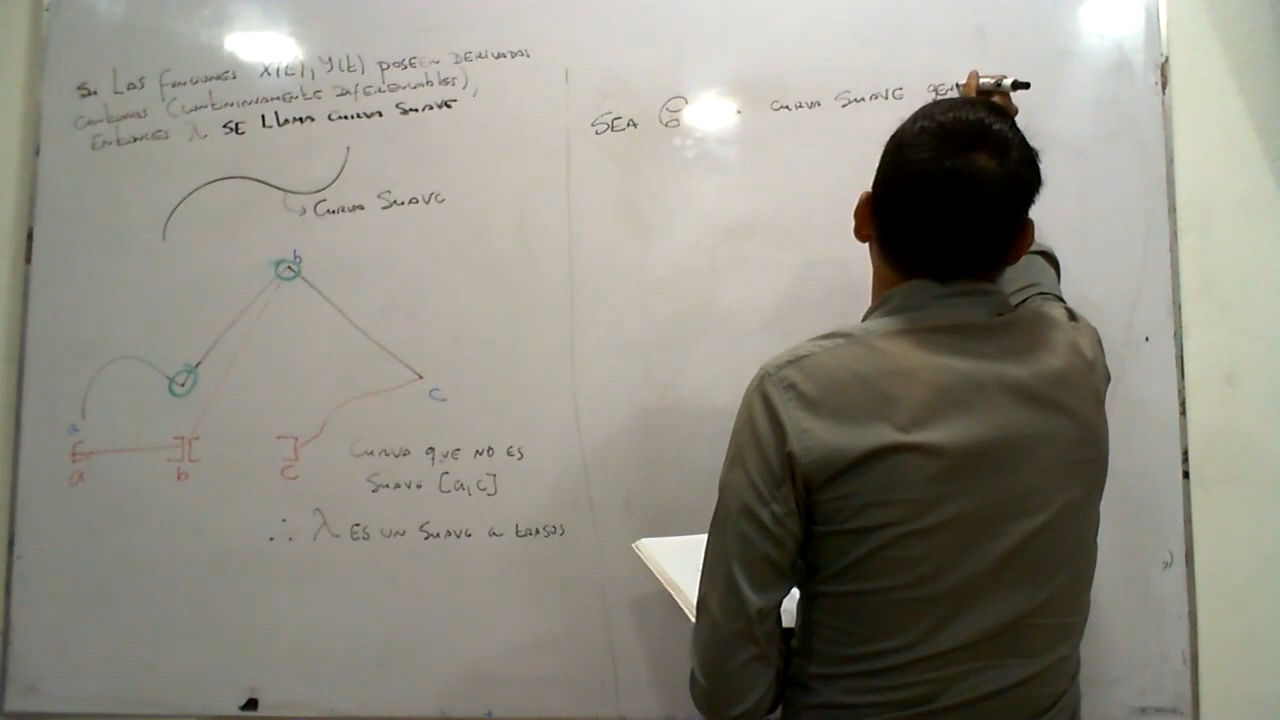 Si Las funciones X(t), Y(t) poseen DERIVADAS
continuas (continuamente Diferenciables),
Entonces λ SE LLAMA CURVA SUAVE
CURVA SUAVE
b
a
c
[ ] [ ]
a b c
CURVA QUE NO ES
SUAVE [a,c]
∴ λ ES UN SUAVE a trasos
SEA
CURVA SUAVE